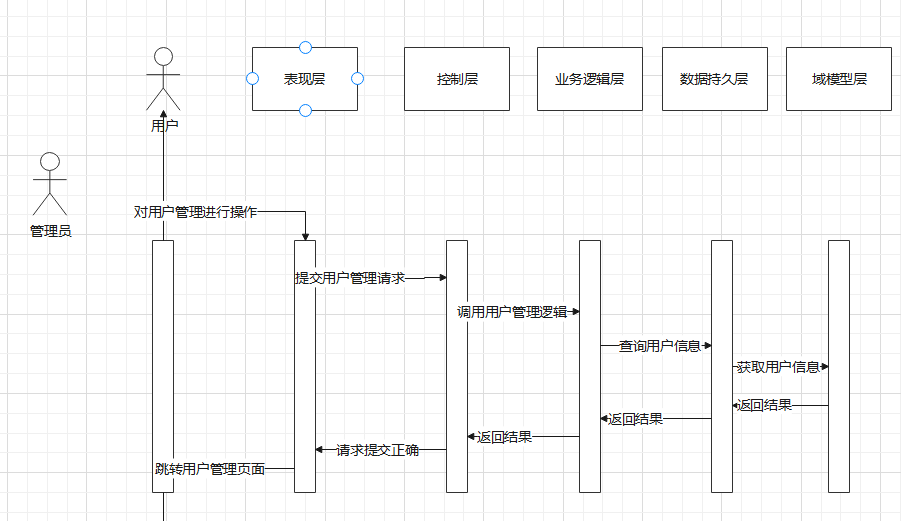 表现层
控制层
业务逻辑层
数据持久层
域模型层
用户
管理员
对用户管理进行操作
提交用户管理请求
调用用户管理逻辑
查询用户信息
获取用户信息
返回结果
返回结果
返回结果
请求提交正确
跳转用户管理页面